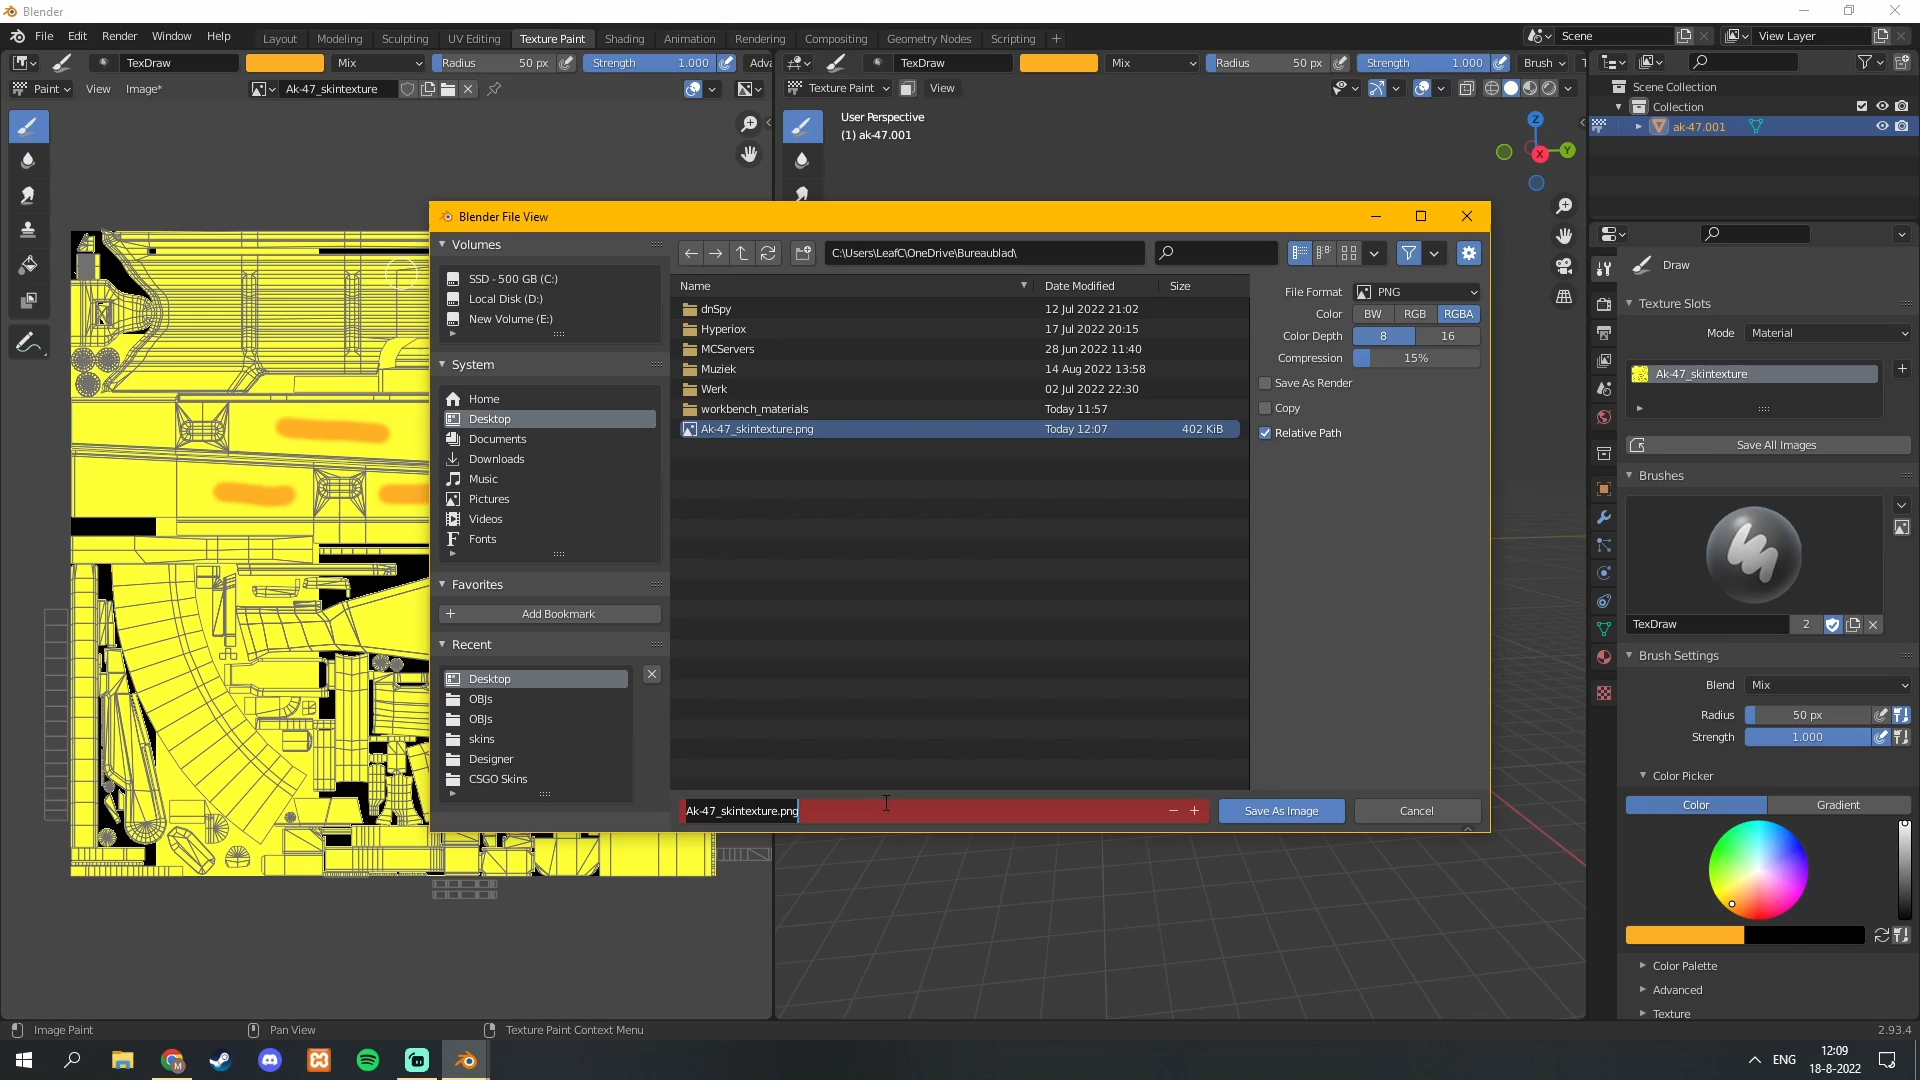 Blender
File Edit Render Window Help Layout Modeling Sculpting UV Editing Texture Paint Shading Animation Rendering Compositing Geometry Nodes Scripting + Scene View Layer
TexDraw Mix Radius 50 px Strength 1.000 Adva
TexDraw Mix Radius 50 px Strength 1.000 Brush
Paint View Image* Ak-47_skintexture
Texture Paint View
User Perspective
(1) ak-47.001
Z
Y
X
Scene Collection
Collection
ak-47.001
Blender File View
Volumes
SSD - 500 GB (C:)
Local Disk (D:)
New Volume (E:)
System
Home
Desktop
Documents
Downloads
Music
Pictures
Videos
Fonts
Favorites
Add Bookmark
Recent
Desktop
OBJs
OBJs
skins
Designer
CSGO Skins
C:\Users\LeafC\OneDrive\Bureaublad\
Name Date Modified Size
dnSpy 12 Jul 2022 21:02
Hyperiox 17 Jul 2022 20:15
MCServers 28 Jun 2022 11:40
Muziek 14 Aug 2022 13:58
Werk 02 Jul 2022 22:30
workbench_materials Today 11:57
Ak-47_skintexture.png Today 12:07 402 KiB
File Format PNG
Color BW RGB RGBA
Color Depth 8 16
Compression 15%
Save As Render
Copy
Relative Path
Ak-47_skintexture.png
Save As Image Cancel
Draw
Texture Slots
Mode Material
Ak-47_skintexture
Save All Images
Brushes
TexDraw 2
Brush Settings
Blend Mix
Radius 50 px
Strength 1.000
Color Picker
Color Gradient
Color Palette
Advanced
Texture
Image Paint Pan View Texture Paint Context Menu 2.93.4
ENG 12:09
18-8-2022